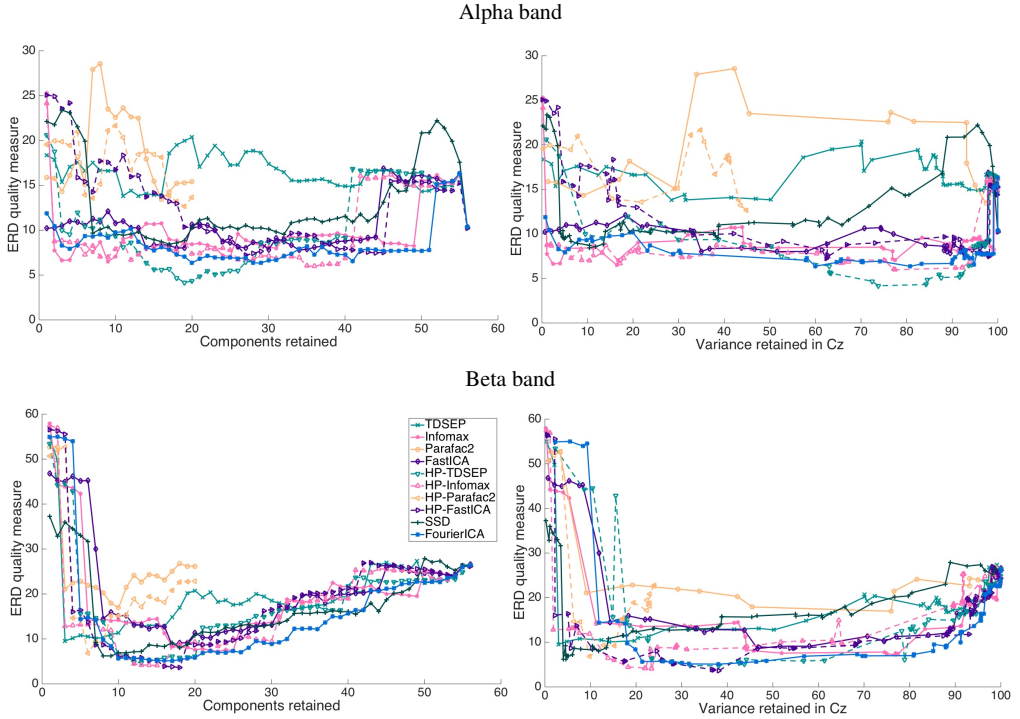 Alpha band
ERD quality measure
30
25
20
15
10
5
0
0 10 20 30 40 50 60
Components retained
ERD quality measure
30
25
20
15
10
5
0
0 10 20 30 40 50 60 70 80 90 100
Variance retained in Cz
Beta band
ERD quality measure
60
50
40
30
20
10
0
0 10 20 30 40 50 60
Components retained
TDSEP
Infomax
Parafac2
FastICA
HP-TDSEP
HP-Infomax
HP-Parafac2
HP-FastICA
SSD
FourierICA
ERD quality measure
60
50
40
30
20
10
0
0 10 20 30 40 50 60 70 80 90 100
Variance retained in Cz